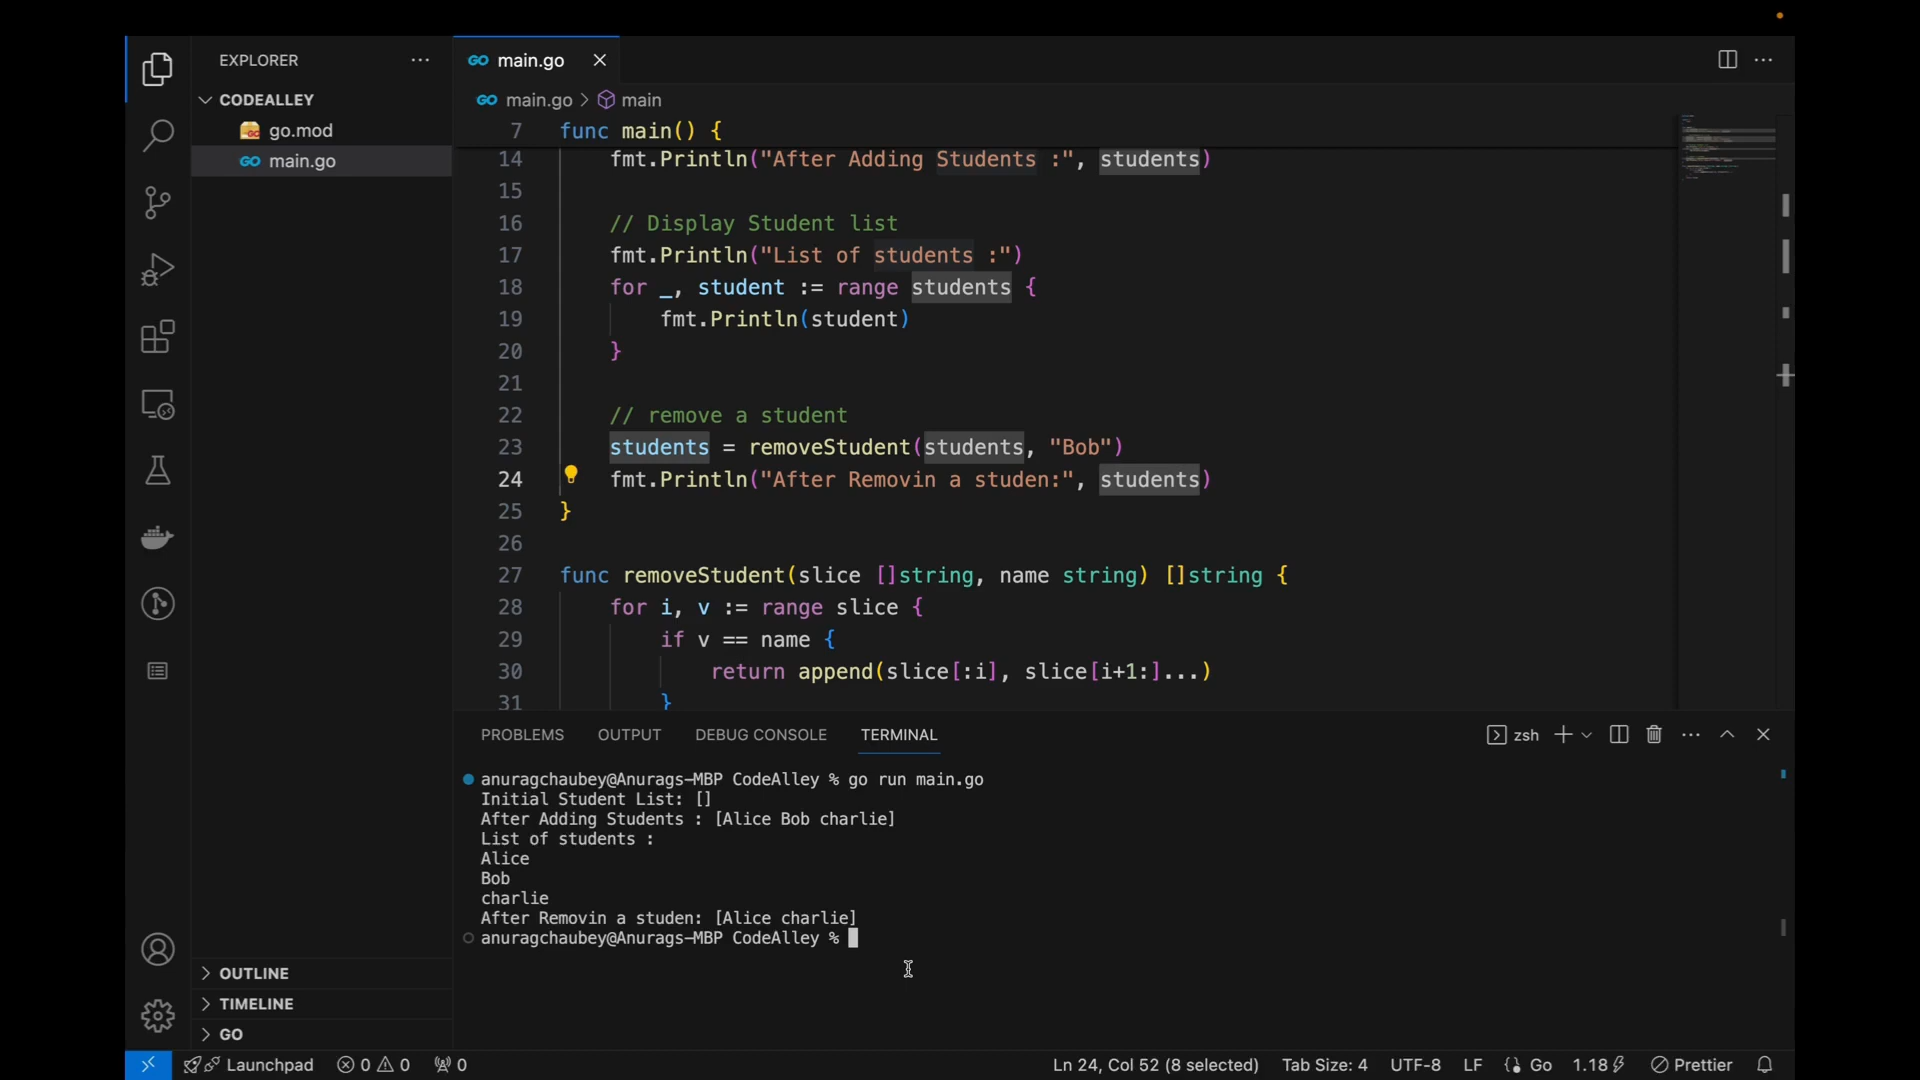 EXPLORER
CODEALLEY
go.mod
main.go
OUTLINE
TIMELINE
GO
main.go
main.go > main
7 func main() {
14 fmt.Println("After Adding Students :", students)
15
16 // Display Student list
17 fmt.Println("List of students :")
18 for _, student := range students {
19 fmt.Println(student)
20 }
21
22 // remove a student
23 students = removeStudent(students, "Bob")
24 fmt.Println("After Removin a studen:", students)
25 }
26
27 func removeStudent(slice []string, name string) []string {
28 for i, v := range slice {
29 if v == name {
30 return append(slice[:i], slice[i+1:]...)
31 }
PROBLEMS OUTPUT DEBUG CONSOLE TERMINAL zsh
anuragchaubey@Anurags-MBP CodeAlley % go run main.go
Initial Student List: []
After Adding Students : [Alice Bob charlie]
List of students :
Alice
Bob
charlie
After Removin a studen: [Alice charlie]
anuragchaubey@Anurags-MBP CodeAlley %
Launchpad 0 0 0 Ln 24, Col 52 (8 selected) Tab Size: 4 UTF-8 LF Go 1.18 Prettier